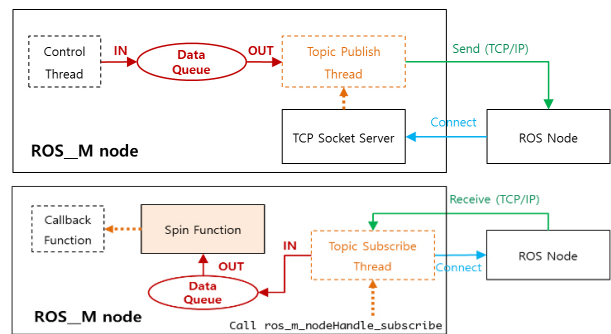 Control
Thread
IN
Data
Queue
OUT
Topic Publish
Thread
Send (TCP/IP)
TCP Socket Server
Connect
ROS Node
ROS__M node
Receive (TCP/IP)
Callback
Function
Spin Function
IN
Topic Subscribe
Thread
ROS Node
OUT
Connect
Data
Queue
ROS__M node
Call ros_m_nodeHandle_subscribe